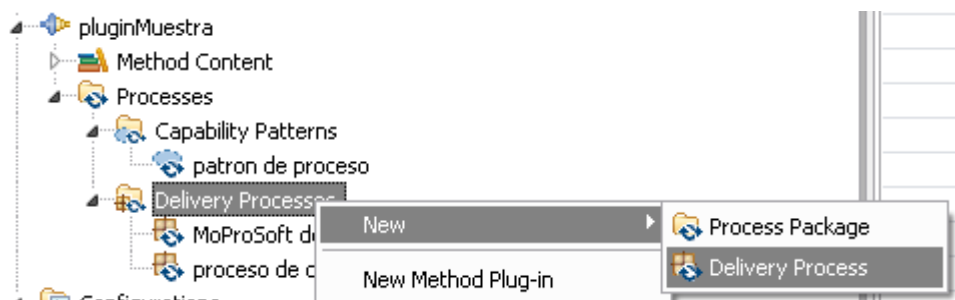 pluginMuestra
Method Content
Processes
Capability Patterns
patron de proceso
Delivery Processes
New
Process Package
MoProSoft d
Delivery Process
proceso de c
New Method Plug-in
Configurations